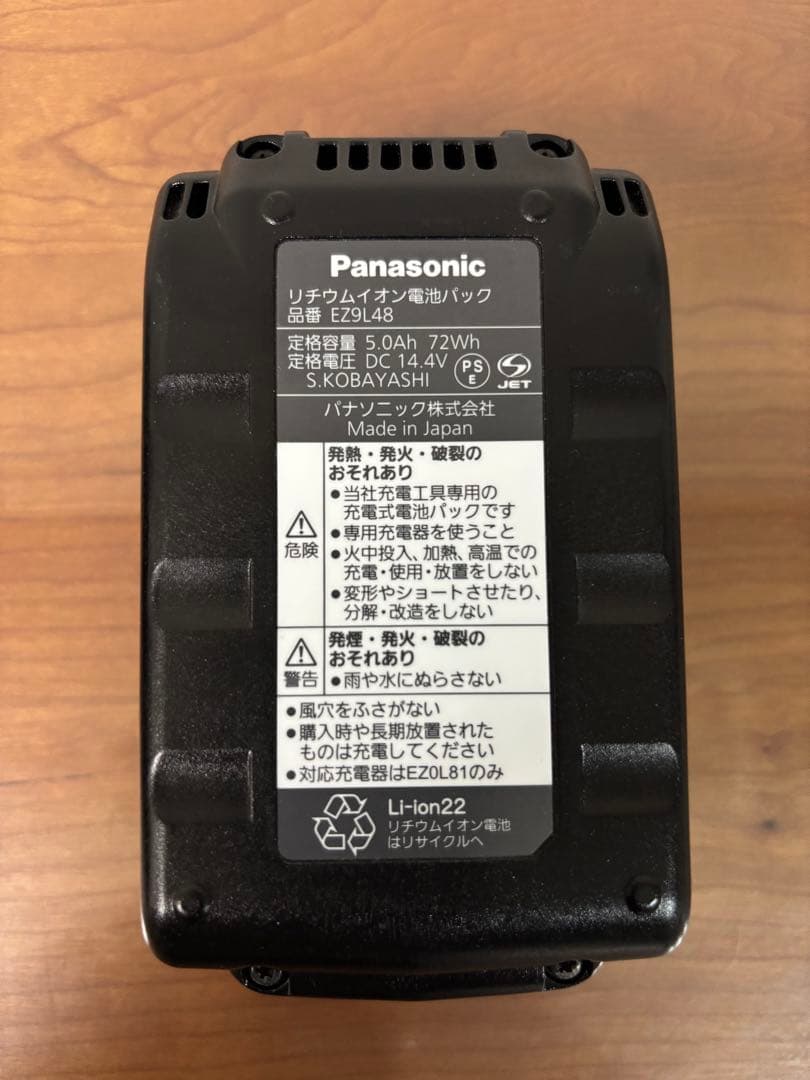 Panasonic
リチウムイオン電池パック
品番 EZ9L48
定格容量 5.0Ah 72Wh
定格電圧 DC 14.4V
S.KOBAYASHI
PS
E
JET
パナソニック株式会社
Made in Japan
危険
発熱・発火・破裂の
おそれあり
●当社充電工具専用の
充電式電池パックです
●専用充電器を使うこと
●火中投入、加熱、高温での
充電・使用・放置をしない
●変形やショートさせたり、
分解・改造をしない
警告
発煙・発火・破裂の
おそれあり
●雨や水にぬらさない
●風穴をふさがない
●購入時や長期放置された
ものは充電してください
●対応充電器はEZ0L81のみ
Li-ion22
リチウムイオン電池
はリサイクルへ